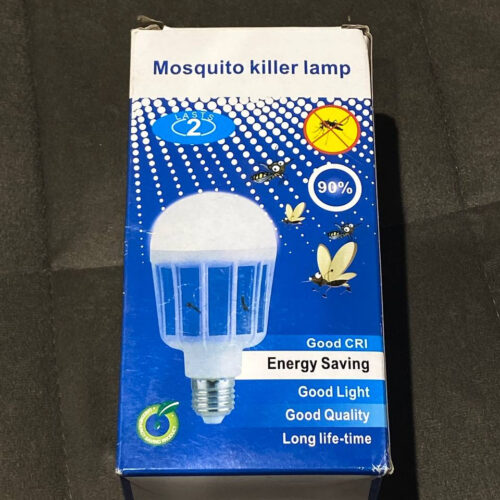 Mosquito killer lamp
LASTS
2
90%
Good CRI
Energy Saving
Good Light
Good Quality
Long life-time